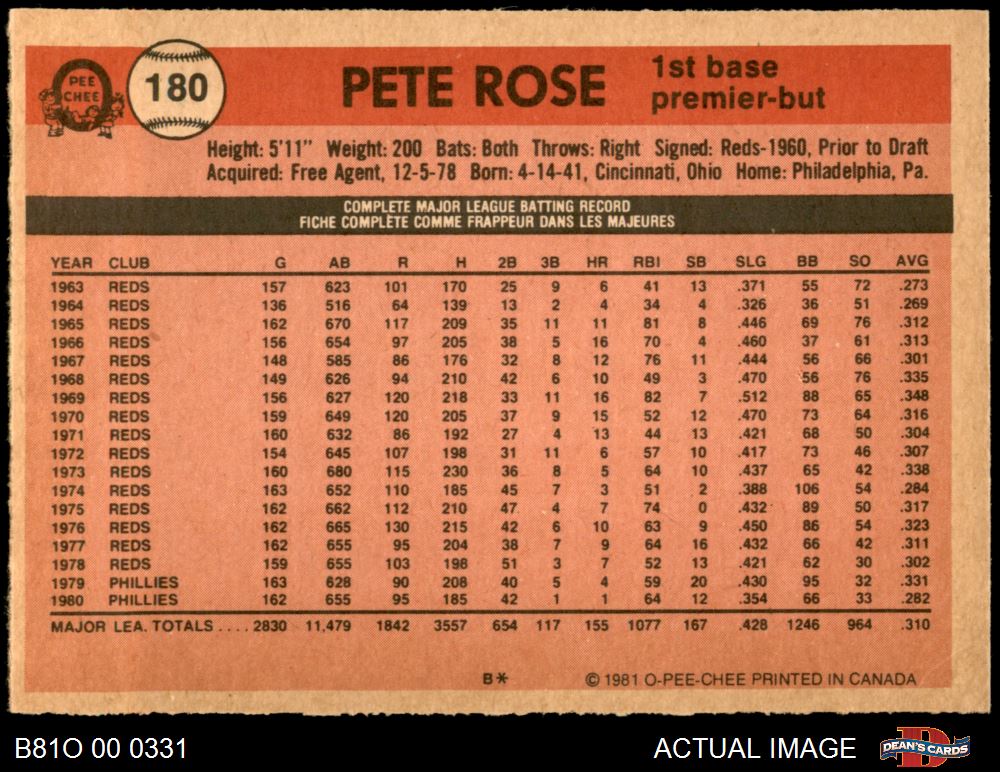 PEE
CHEE
180
PETE ROSE
1st base
premier-but
Height: 5'11" Weight: 200 Bats: Both Throws: Right Signed: Reds-1960, Prior to Draft
Acquired: Free Agent, 12-5-78 Born: 4-14-41, Cincinnati, Ohio Home: Philadelphia, Pa.
COMPLETE MAJOR LEAGUE BATTING RECORD
FICHE COMPLÈTE COMME FRAPPEUR DANS LES MAJEURES
YEAR CLUB G AB R H 2B 3B HR RBI SB SLG BB SO AVG
1963 REDS 157 623 101 170 25 9 6 41 13 .371 55 72 .273
1964 REDS 136 516 64 139 13 2 4 34 4 .326 36 51 .269
1965 REDS 162 670 117 209 35 11 11 81 8 .446 69 76 .312
1966 REDS 156 654 97 205 38 5 16 70 4 .460 37 61 .313
1967 REDS 148 585 86 176 32 8 12 76 11 .444 56 66 .301
1968 REDS 149 626 94 210 42 6 10 49 3 .470 56 76 .335
1969 REDS 156 627 120 218 33 11 16 82 7 .512 88 65 .348
1970 REDS 159 649 120 205 37 9 15 52 12 .470 73 64 .316
1971 REDS 160 632 86 192 27 4 13 44 13 .421 68 50 .304
1972 REDS 154 645 107 198 31 11 6 57 10 .417 73 46 .307
1973 REDS 160 680 115 230 36 8 5 64 10 .437 65 42 .338
1974 REDS 163 652 110 185 45 7 3 51 2 .388 106 54 .284
1975 REDS 162 662 112 210 47 4 7 74 0 .432 89 50 .317
1976 REDS 162 665 130 215 42 6 10 63 9 .450 86 54 .323
1977 REDS 162 655 95 204 38 7 9 64 16 .432 66 42 .311
1978 REDS 159 655 103 198 51 3 7 52 13 .421 62 30 .302
1979 PHILLIES 163 628 90 208 40 5 4 59 20 .430 95 32 .331
1980 PHILLIES 162 655 95 185 42 1 1 64 12 .354 66 33 .282
MAJOR LEA. TOTALS .... 2830 11,479 1842 3557 654 117 155 1077 167 .428 1246 964 .310
B* © 1981 O-PEE-CHEE PRINTED IN CANADA
B81O 00 0331
ACTUAL IMAGE
D
DEAN'S CARDS